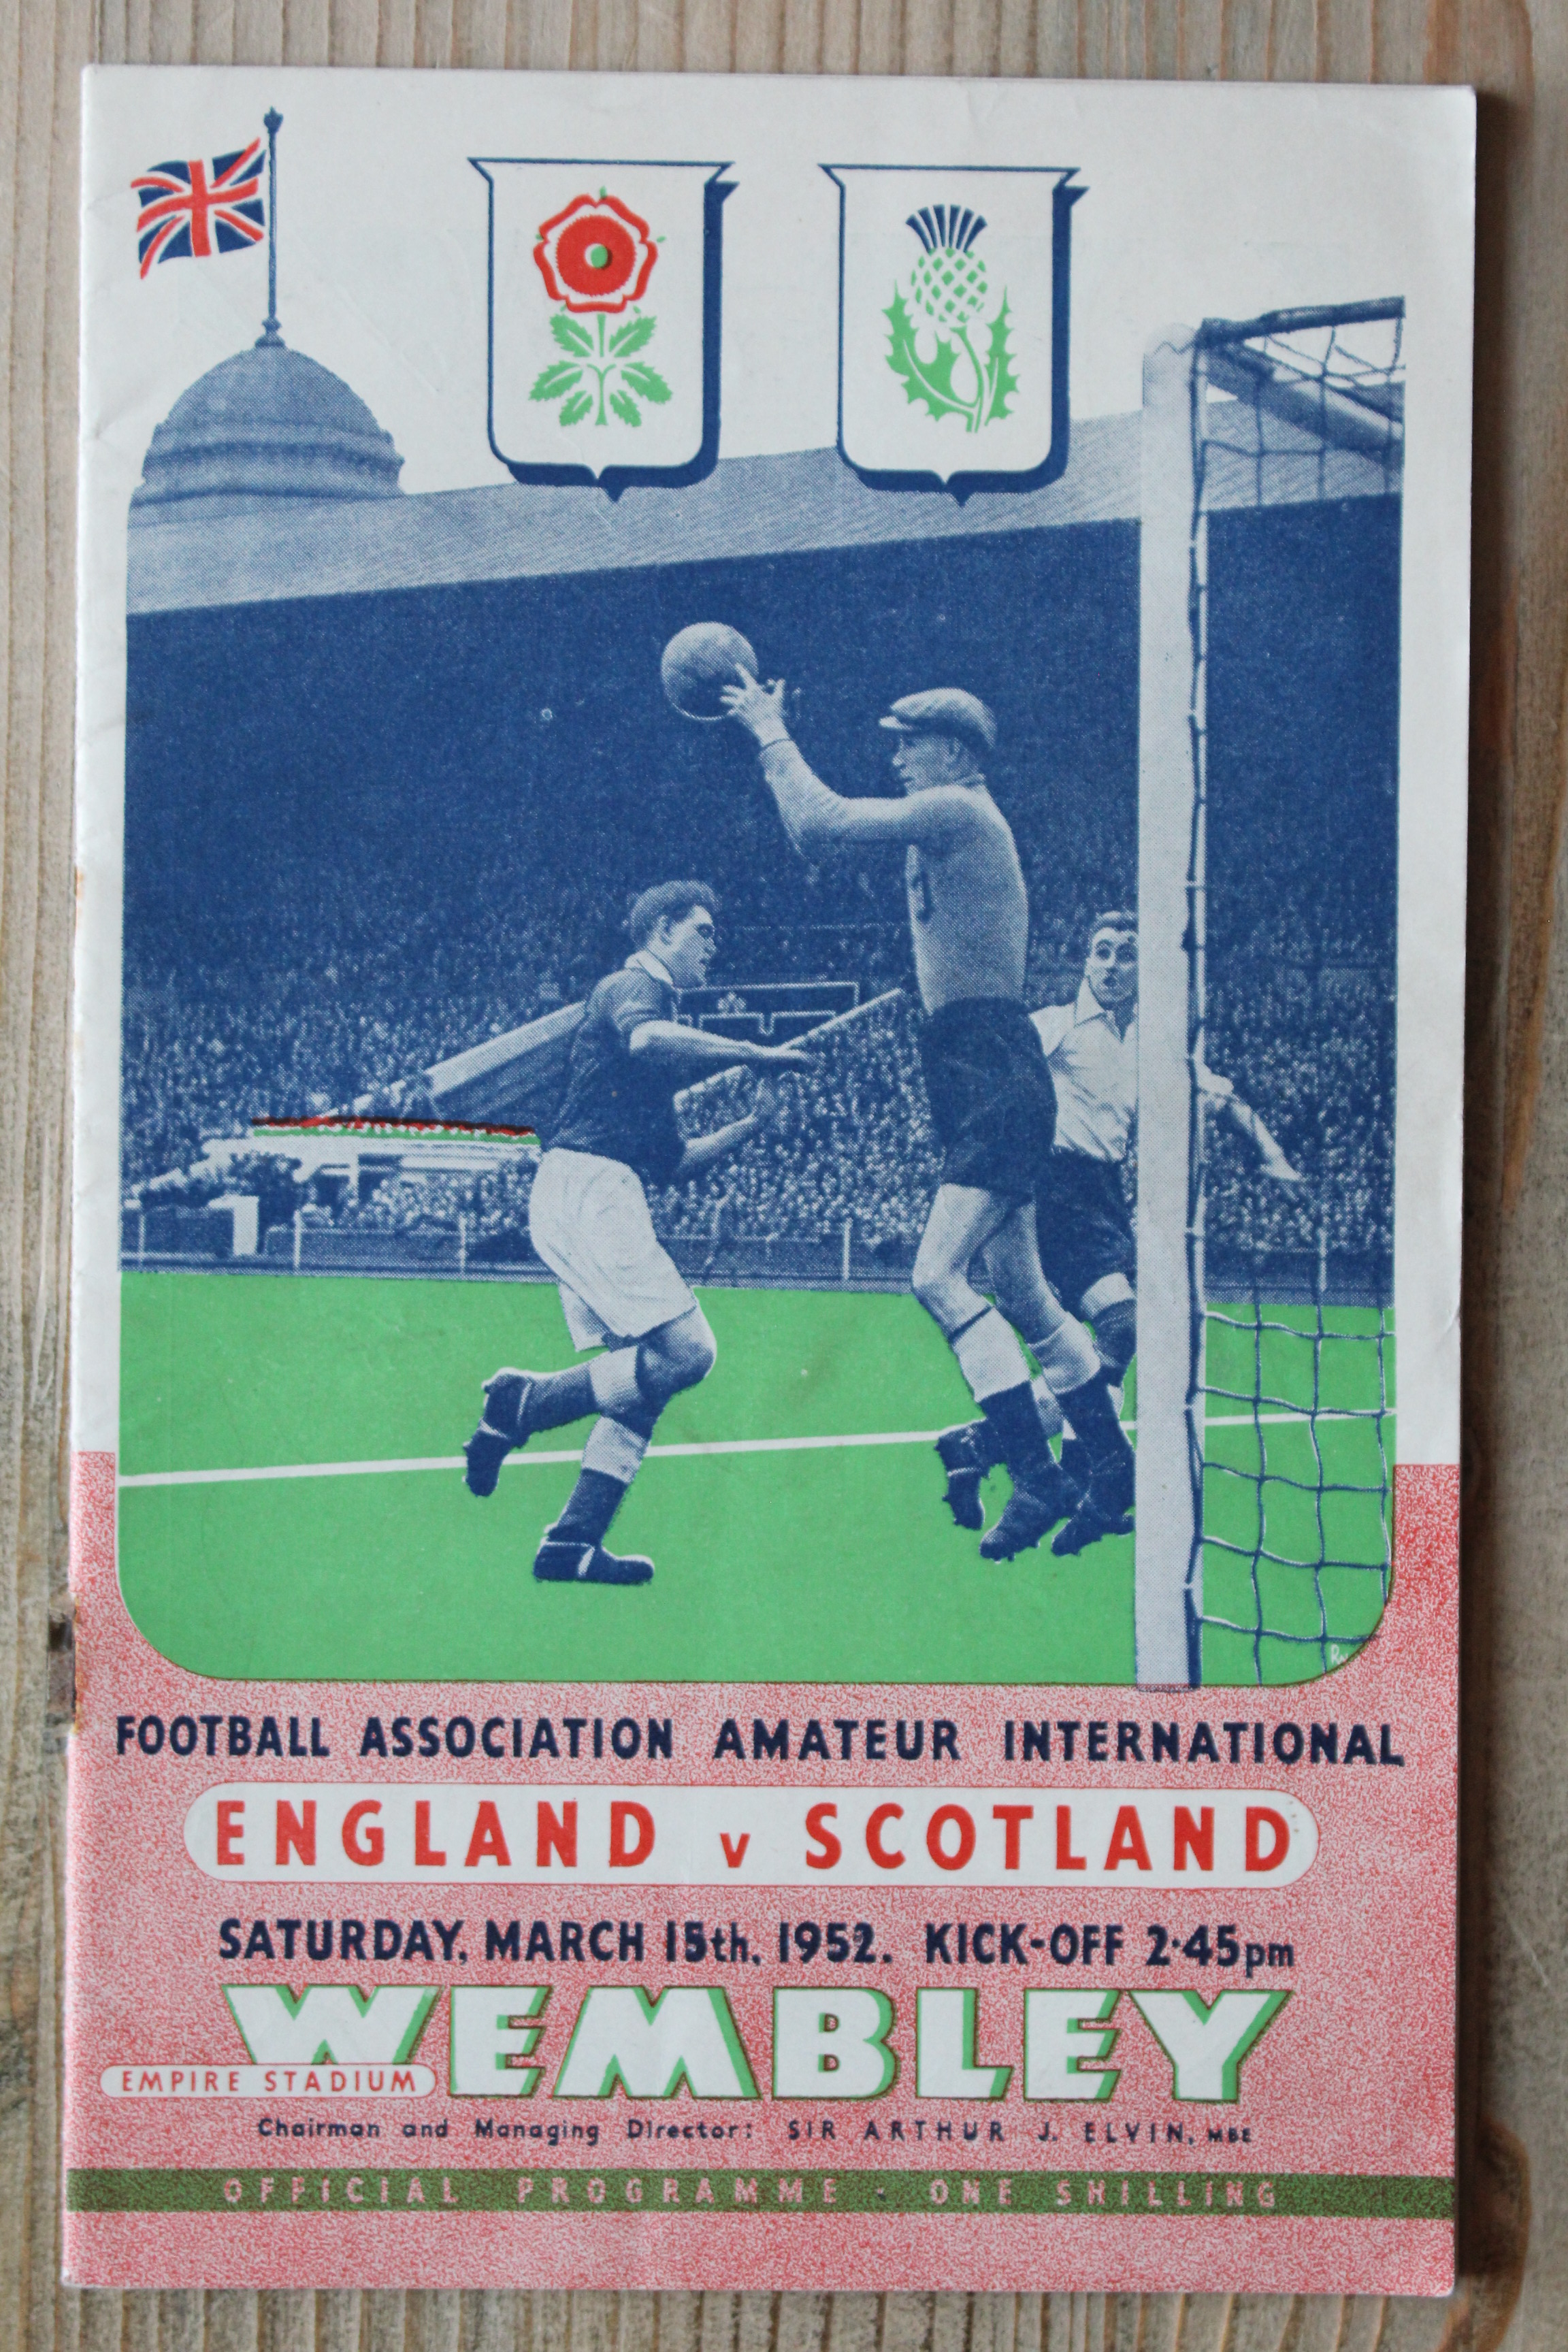 FOOTBALL ASSOCIATION AMATEUR INTERNATIONAL
ENGLAND v SCOTLAND
SATURDAY, MARCH 15th, 1952. KICK-OFF 2·45pm
WEMBLEY
EMPIRE STADIUM
Chairman and Managing Director: SIR ARTHUR J. ELVIN, MBE
OFFICIAL PROGRAMME · ONE SHILLING